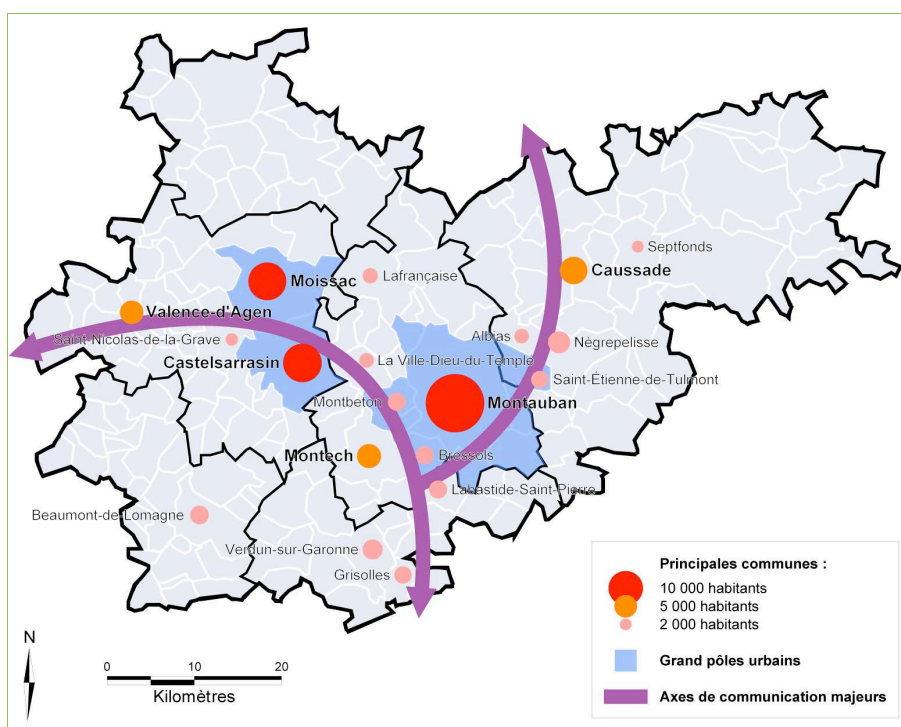 Septfonds
Caussade
Moissac
Lafrançaise
Valence-d'Agen
Saint-Nicolas-de-la-Grave
Albias
Nègrepelisse
Castelsarrasin
La Ville-Dieu-du-Temple
Saint-Étienne-de-Tulmont
Montbeton
Montauban
Montech
Bressols
Labastide-Saint-Pierre
Beaumont-de-Lomagne
Verdun-sur-Garonne
Grisolles
Principales communes :
10 000 habitants
5 000 habitants
2 000 habitants
Grand pôles urbains
Axes de communication majeurs
N
0 10 20
Kilomètres